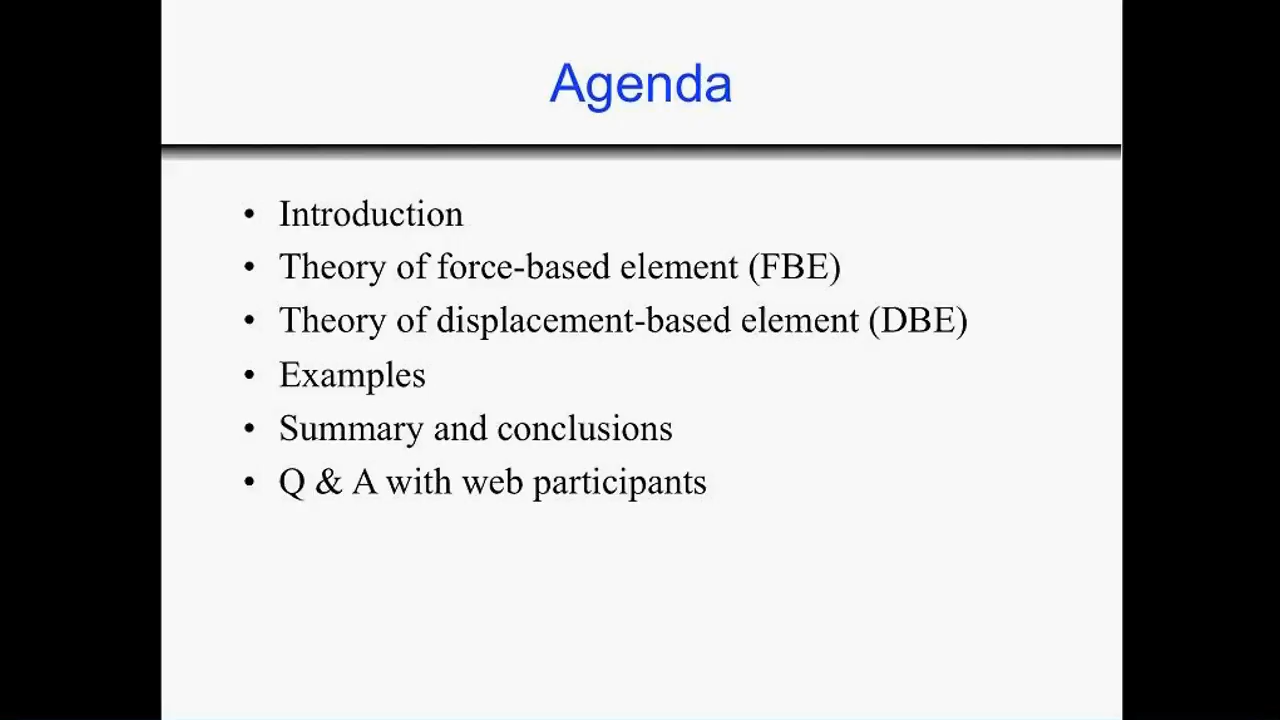 Agenda
• Introduction
• Theory of force-based element (FBE)
• Theory of displacement-based element (DBE)
• Examples
• Summary and conclusions
• Q & A with web participants